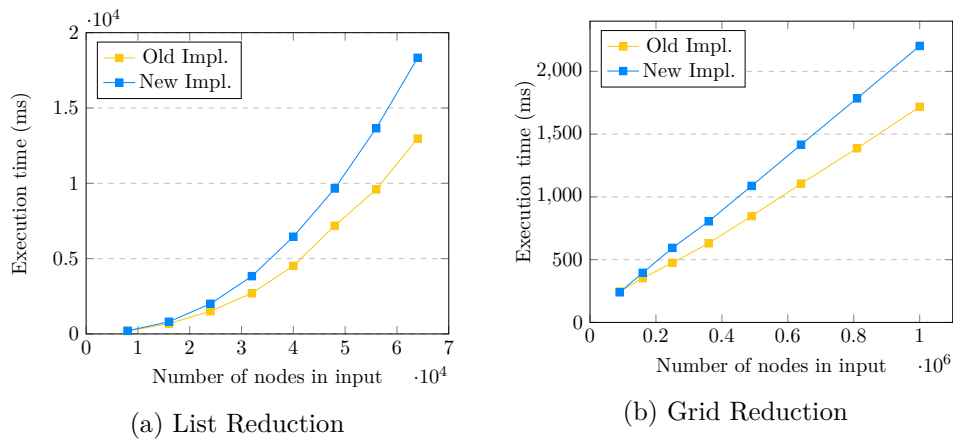 ·10^4
2
1.5
1
0.5
0
Execution time (ms)
Old Impl.
New Impl.
0 1 2 3 4 5 6 7
Number of nodes in input ·10^4
(a) List Reduction
2,000
1,500
1,000
500
0
Execution time (ms)
Old Impl.
New Impl.
0 0.2 0.4 0.6 0.8 1
Number of nodes in input ·10^6
(b) Grid Reduction